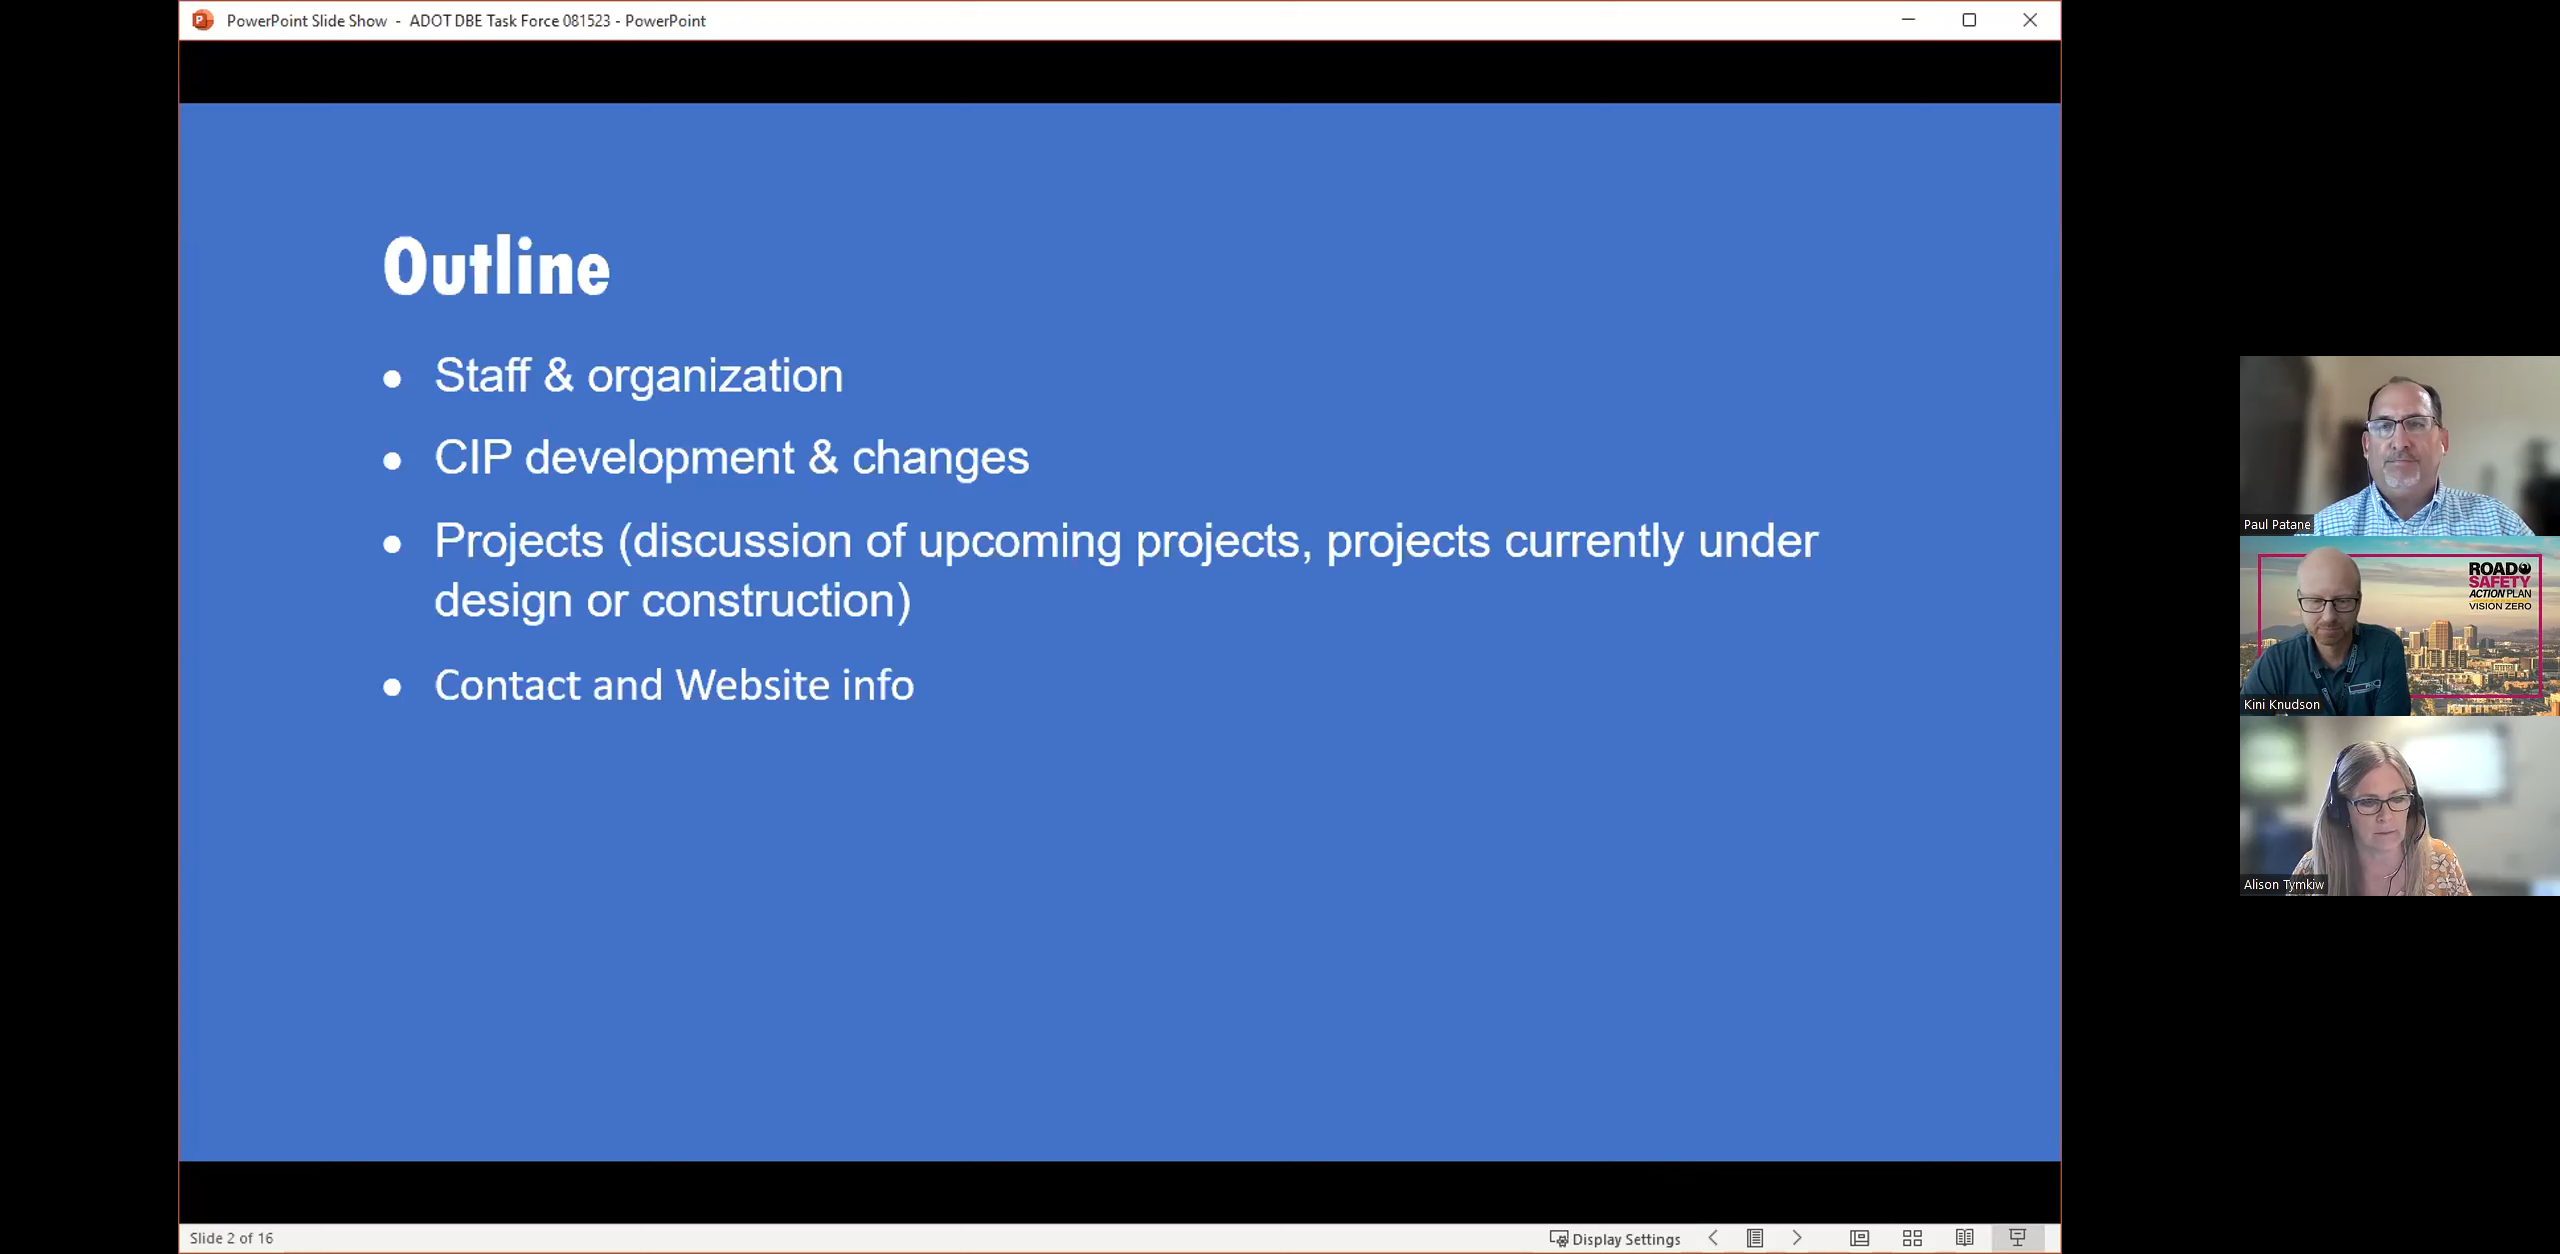 PowerPoint Slide Show - ADOT DBE Task Force 081523 - PowerPoint
Outline
● Staff & organization
● CIP development & changes
● Projects (discussion of upcoming projects, projects currently under
design or construction)
● Contact and Website info
Paul Patane
ROAD
SAFETY
ACTION PLAN
VISION ZERO
Kini Knudson
Alison Tymkiw
Slide 2 of 16
Display Settings